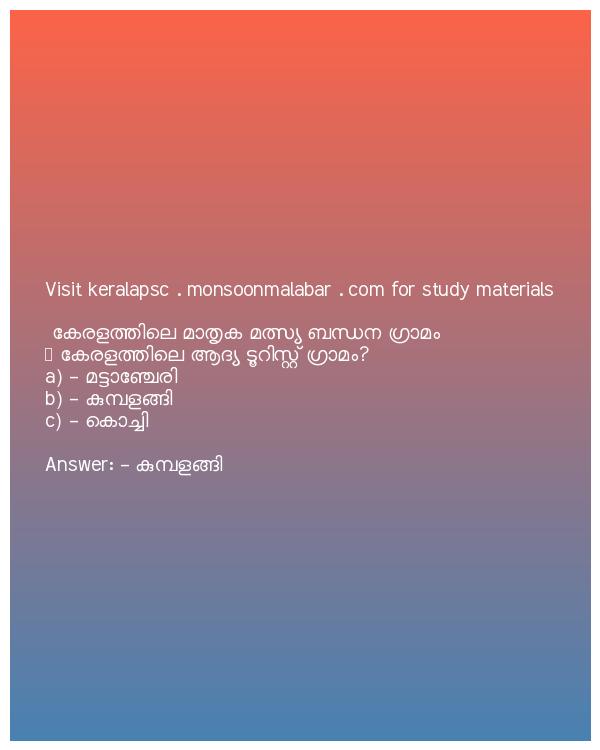 Visit keralapsc . monsoonmalabar . com for study materials
കേരളത്തിലെ മാതൃക മത്സ്യ ബന്ധന ഗ്രാമം
കേരളത്തിലെ ആദ്യ ടൂറിസ്റ്റ് ഗ്രാമം?
a) - മട്ടാഞ്ചേരി
b) - കുമ്പളങ്ങി
c) - കൊച്ചി
Answer: - കുമ്പളങ്ങി